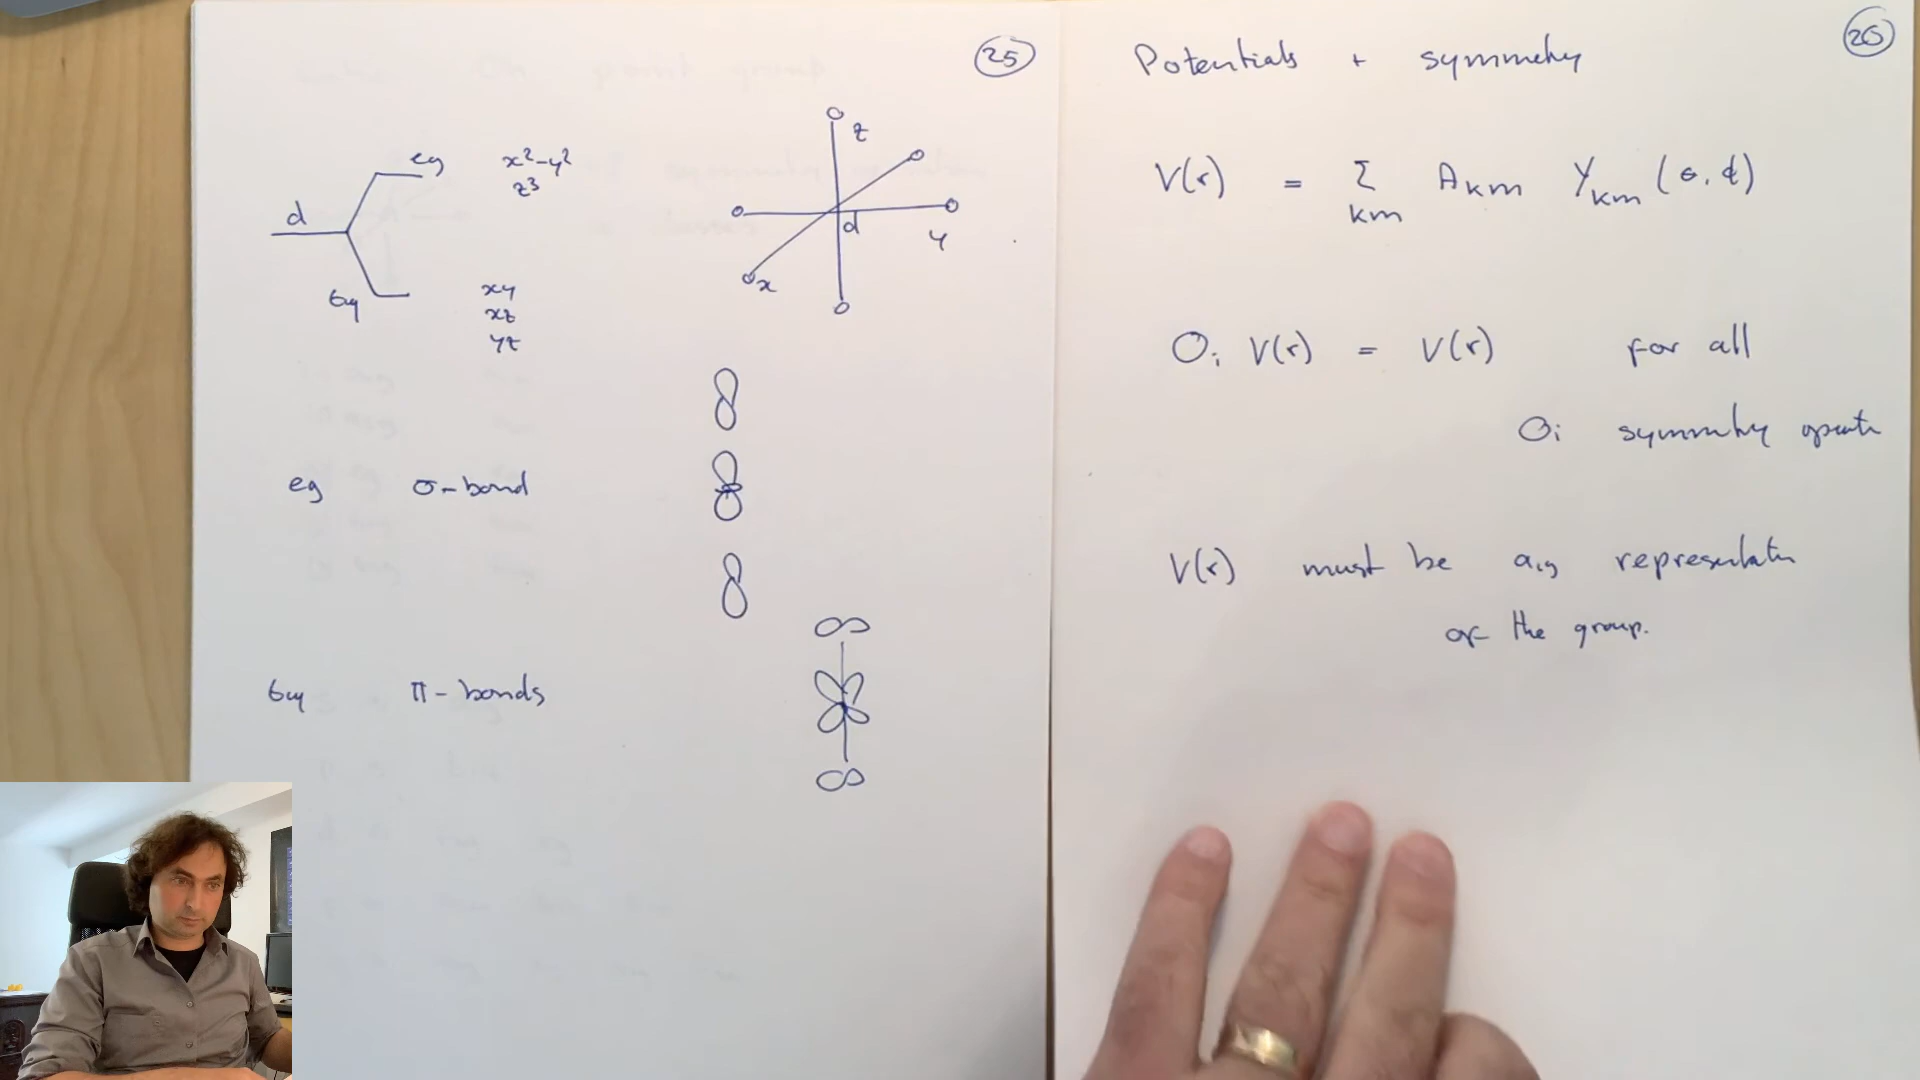 25
eg x²-y²
z3
d
t2g xy
xz
yz
z
d
y
x
eg σ-bond
t2g π-bonds
26
Potentials + symmetry
V(r) = Σ Akm Ykm (θ, φ)
km
Oi V(r) = V(r) for all
Oi symmetry operator
V(r) must be a1g representation
of the group.